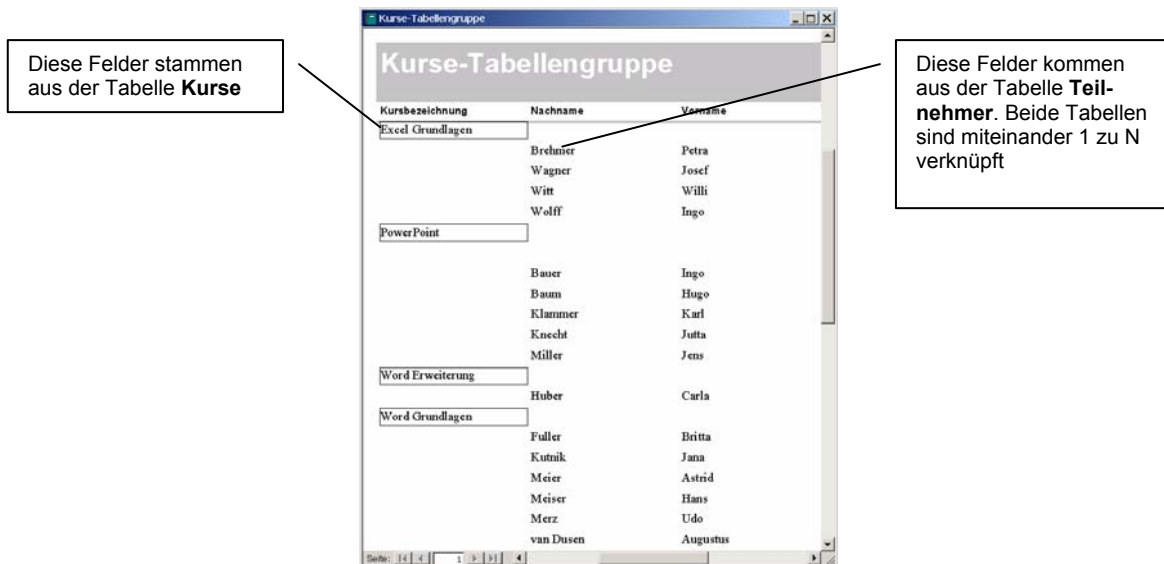 Kurse-Tabellengruppe
Diese Felder stammen
aus der Tabelle Kurse
Kurse-Tabellengruppe
Kursbezeichnung Nachname Vorname
Excel Grundlagen
Brehmer Petra
Wagner Josef
Witt Willi
Wolff Ingo
PowerPoint
Bauer Ingo
Baum Hugo
Klammer Karl
Knecht Jutta
Miller Jens
Word Erweiterung
Huber Carla
Word Grundlagen
Fuller Britta
Kutnik Jana
Meier Astrid
Meiser Hans
Merz Udo
van Dusen Augustus
Seite: 1
Diese Felder kommen
aus der Tabelle Teil-
nehmer. Beide Tabellen
sind miteinander 1 zu N
verknüpft